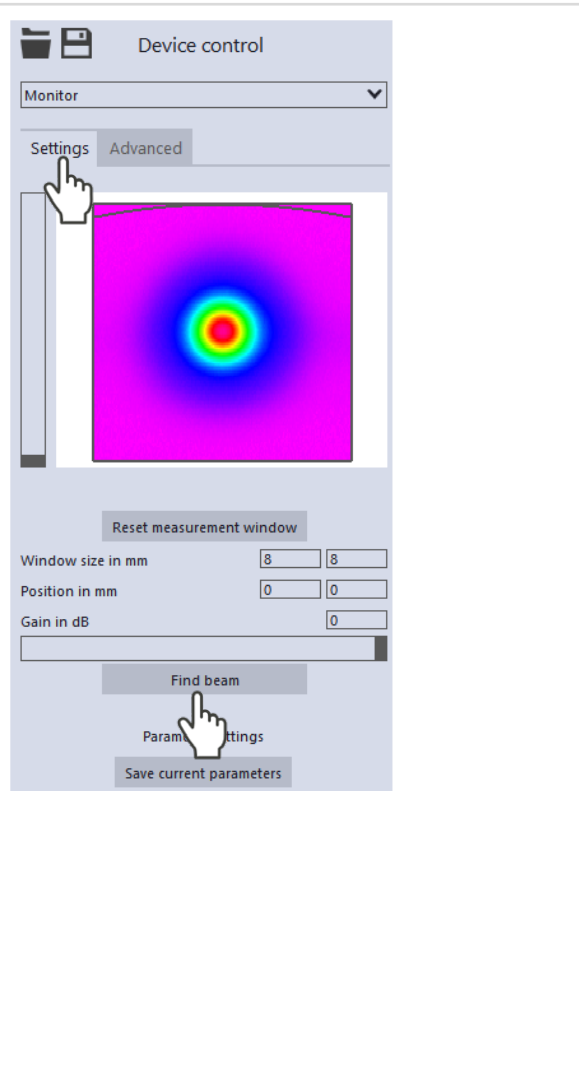 Device control
Monitor
Settings Advanced
Reset measurement window
Window size in mm 8 8
Position in mm 0 0
Gain in dB 0
Find beam
Save current parameters